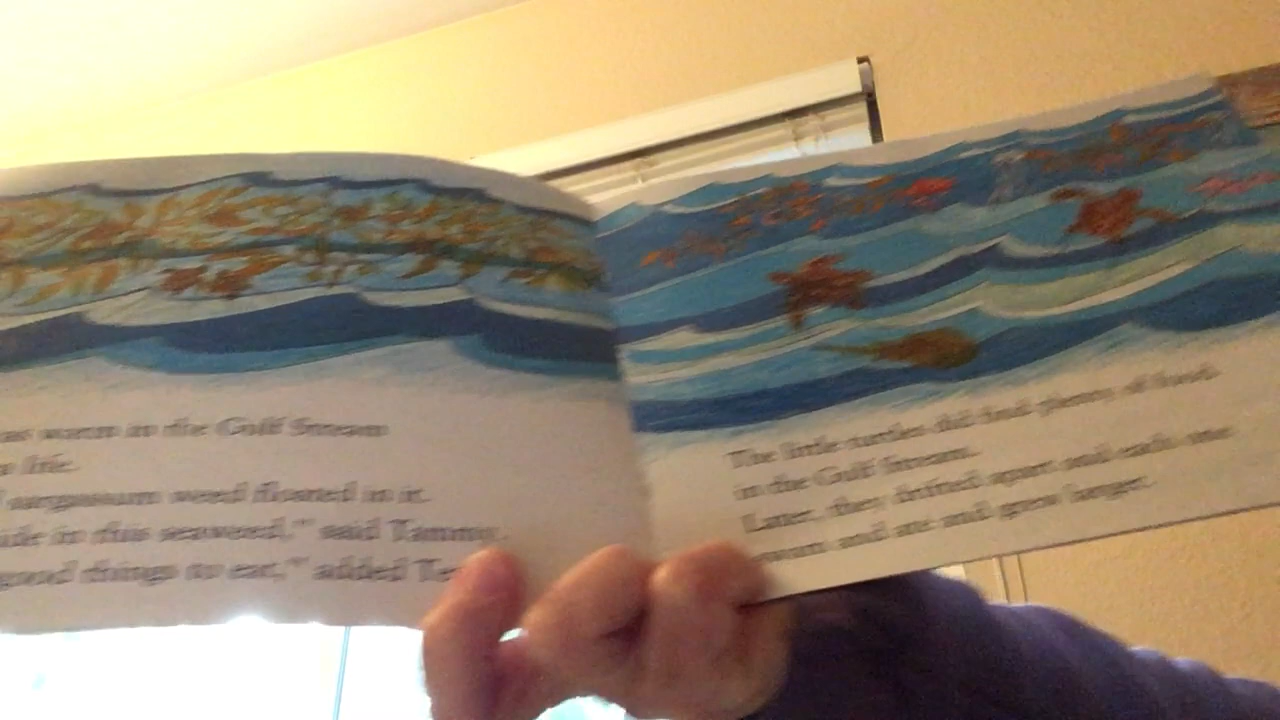 as warm in the Gulf Stream
life.
sargassum weed floated in it.
in this seaweed," said Tammy.
good things to eat," added
The little turtles did find plenty of food
in the Gulf Stream.
Later, they drifted apart and each one
swam and ate and grew larger.